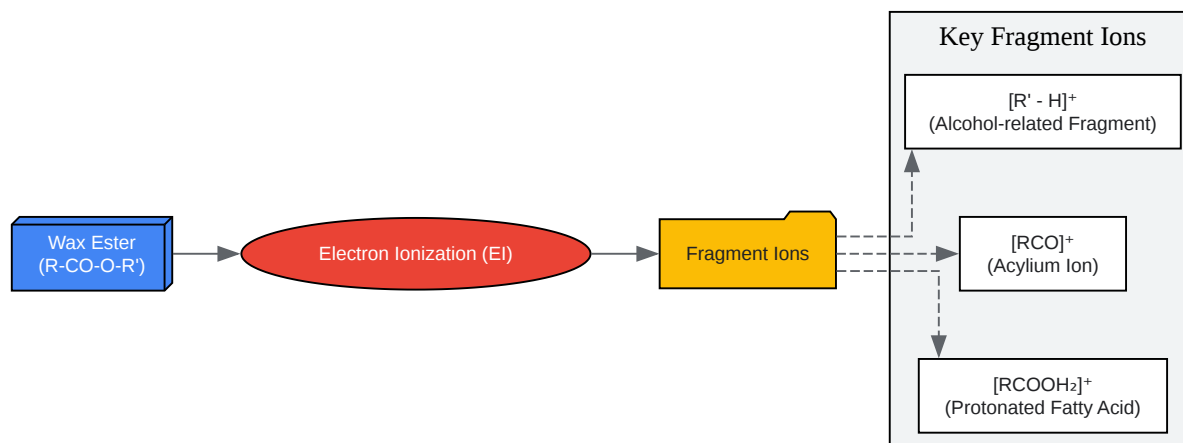 Key Fragment Ions
[R' - H]⁺
(Alcohol-related Fragment)
Wax Ester
(R-CO-O-R')
Electron Ionization (EI)
Fragment Ions
[RCO]⁺
(Acylium Ion)
[RCOOH₂]⁺
(Protonated Fatty Acid)